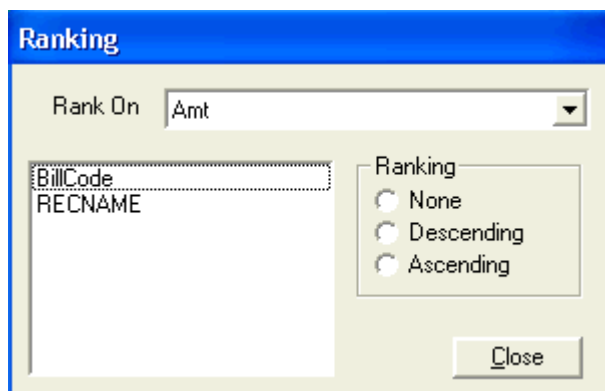 Ranking
Rank On Amt
BillCode
RECNAME
Ranking
None
Descending
Ascending
Close